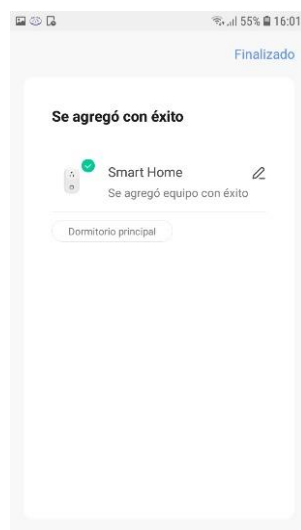 55% 16:01
Finalizado
Se agregó con éxito
Smart Home
Se agregó equipo con éxito
Dormitorio principal